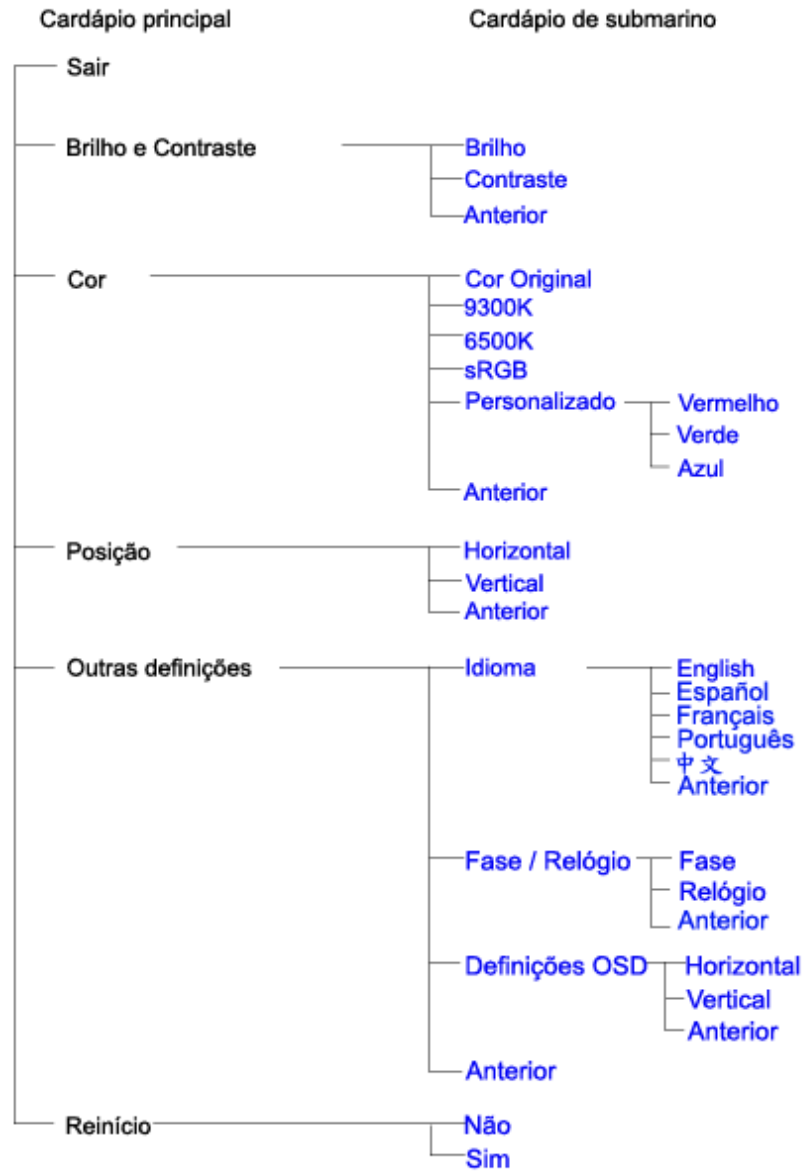 Cardápio principal Cardápio de submarino
Sair
Brilho e Contraste Brilho
Contraste
Anterior
Cor Cor Original
9300K
6500K
sRGB
Personalizado Vermelho
Verde
Azul
Anterior
Posição Horizontal
Vertical
Anterior
Outras definições Idioma English
Español
Français
Português
中文
Anterior
Fase / Relógio Fase
Relógio
Anterior
Definições OSD Horizontal
Vertical
Anterior
Anterior
Reinício Não
Sim